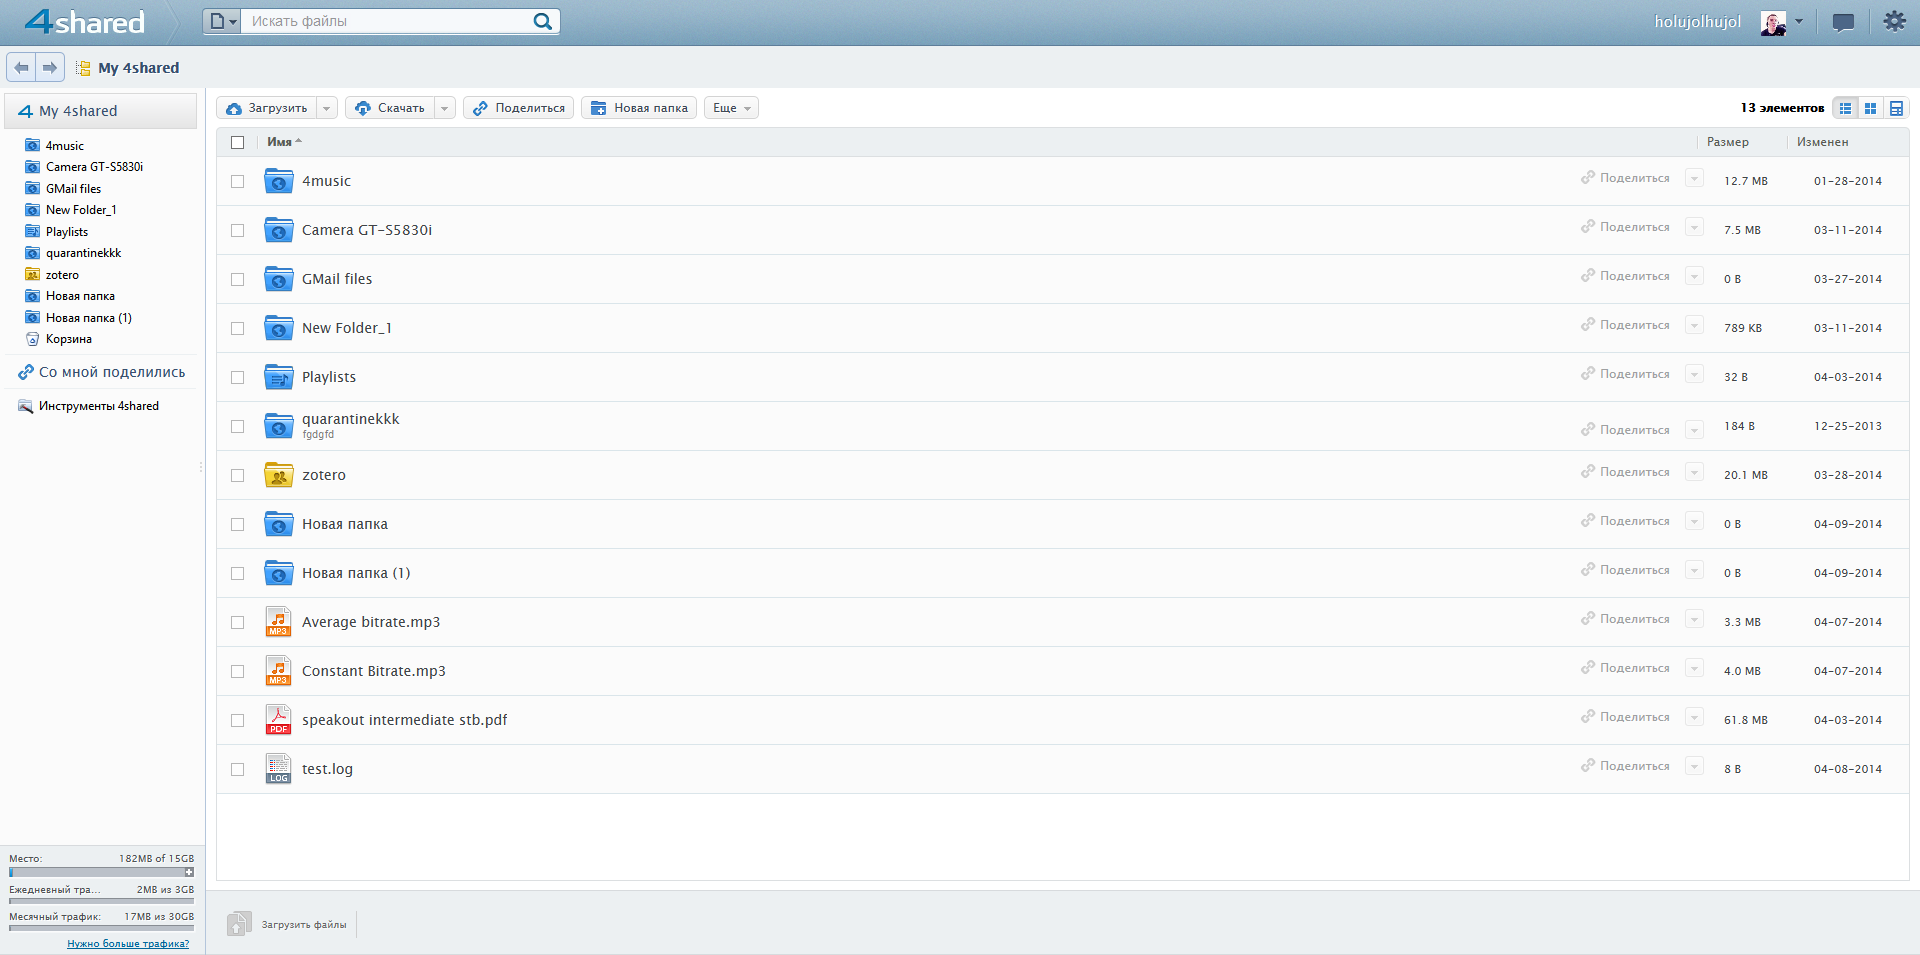 4shared
Искать файлы
holujolhujol
My 4shared
4 My 4shared
4music
Camera GT-S5830i
GMail files
New Folder_1
Playlists
quarantinekkk
zotero
Новая папка
Новая папка (1)
Корзина
Со мной поделились
Инструменты 4shared
Загрузить Скачать Поделиться Новая папка Еще 13 элементов
Имя Размер Изменен
4music Поделиться 12.7 MB 01-28-2014
Camera GT-S5830i Поделиться 7.5 MB 03-11-2014
GMail files Поделиться 0 B 03-27-2014
New Folder_1 Поделиться 789 KB 03-11-2014
Playlists Поделиться 32 B 04-03-2014
quarantinekkk
fgdgfd Поделиться 184 B 12-25-2013
zotero Поделиться 20.1 MB 03-28-2014
Новая папка Поделиться 0 B 04-09-2014
Новая папка (1) Поделиться 0 B 04-09-2014
MP3 Average bitrate.mp3 Поделиться 3.3 MB 04-07-2014
MP3 Constant Bitrate.mp3 Поделиться 4.0 MB 04-07-2014
PDF speakout intermediate stb.pdf Поделиться 61.8 MB 04-03-2014
LOG test.log Поделиться 8 B 04-08-2014
Место: 182MB of 15GB
Ежедневный тра... 2MB из 3GB
Месячный трафик: 17MB из 30GB
Нужно больше трафика?
Загрузить файлы